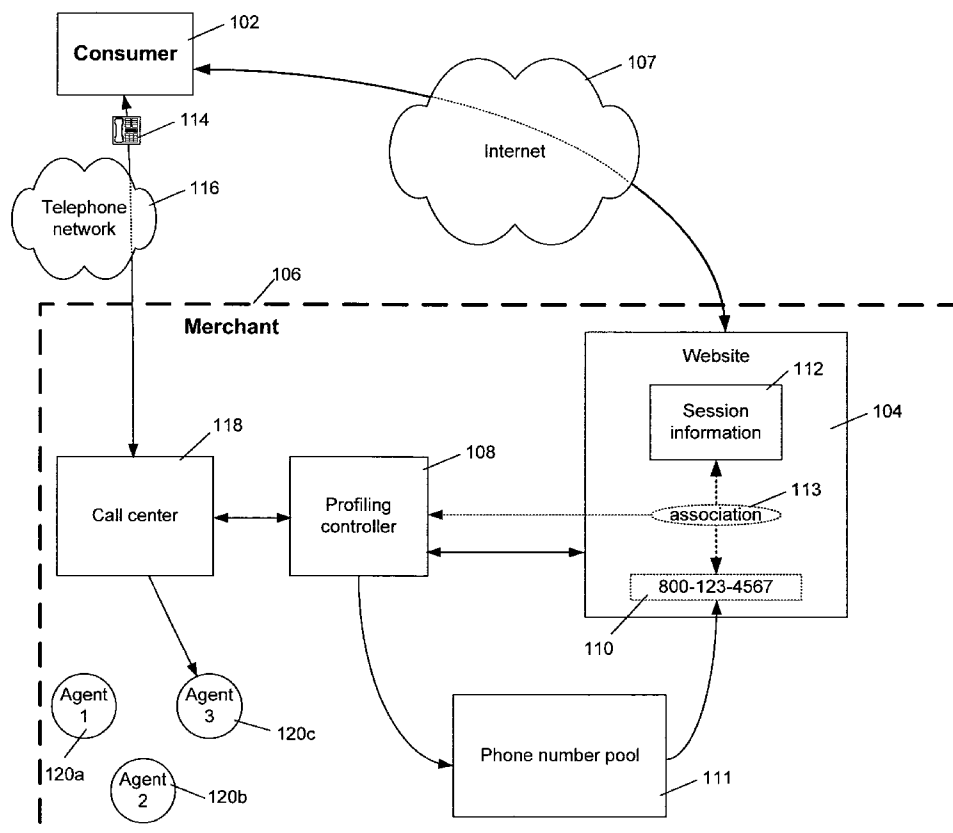 102
Consumer
107
114
Internet
116
Telephone
network
106
Merchant
Website
112
Session
information
104
118
108
Call center
Profiling
controller
113
association
800-123-4567
110
Agent
1
Agent
3
120c
120a
Agent
2
120b
Phone number pool
111